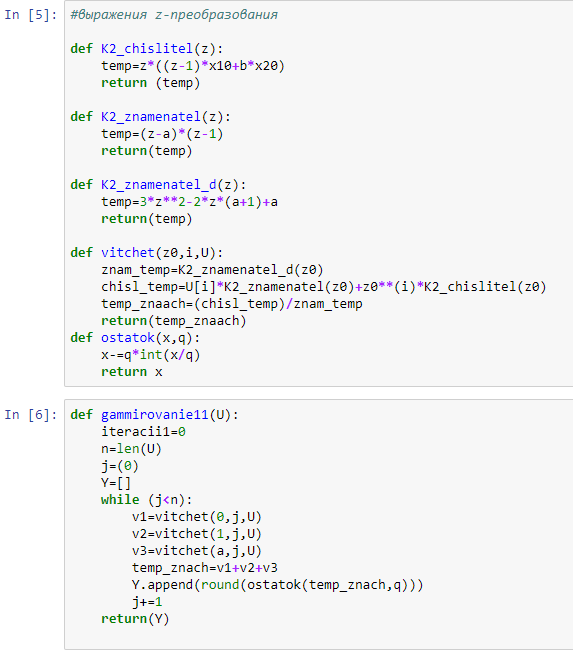 In [5]:
#выражения z-преобразования
def K2_chislitel(z):
    temp=z*((z-1)*x10+b*x20)
    return (temp)
def K2_znamenatel(z):
    temp=(z-a)*(z-1)
    return(temp)
def K2_znamenatel_d(z):
    temp=3*z**2-2*z*(a+1)+a
    return(temp)
def vitchet(z0,i,U):
    znam_temp=K2_znamenatel_d(z0)
    chisl_temp=U[i]*K2_znamenatel(z0)+z0**(i)*K2_chislitel(z0)
    temp_znaach=(chisl_temp)/znam_temp
    return(temp_znaach)
def ostatok(x,q):
    x-=q*int(x/q)
    return x
In [6]:
def gammirovanie11(U):
    iteracii1=0
    n=len(U)
    j=(0)
    Y=[]
    while (j<n):
        v1=vitchet(0,j,U)
        v2=vitchet(1,j,U)
        v3=vitchet(a,j,U)
        temp_znach=v1+v2+v3
        Y.append(round(ostatok(temp_znach,q)))
        j+=1
    return(Y)